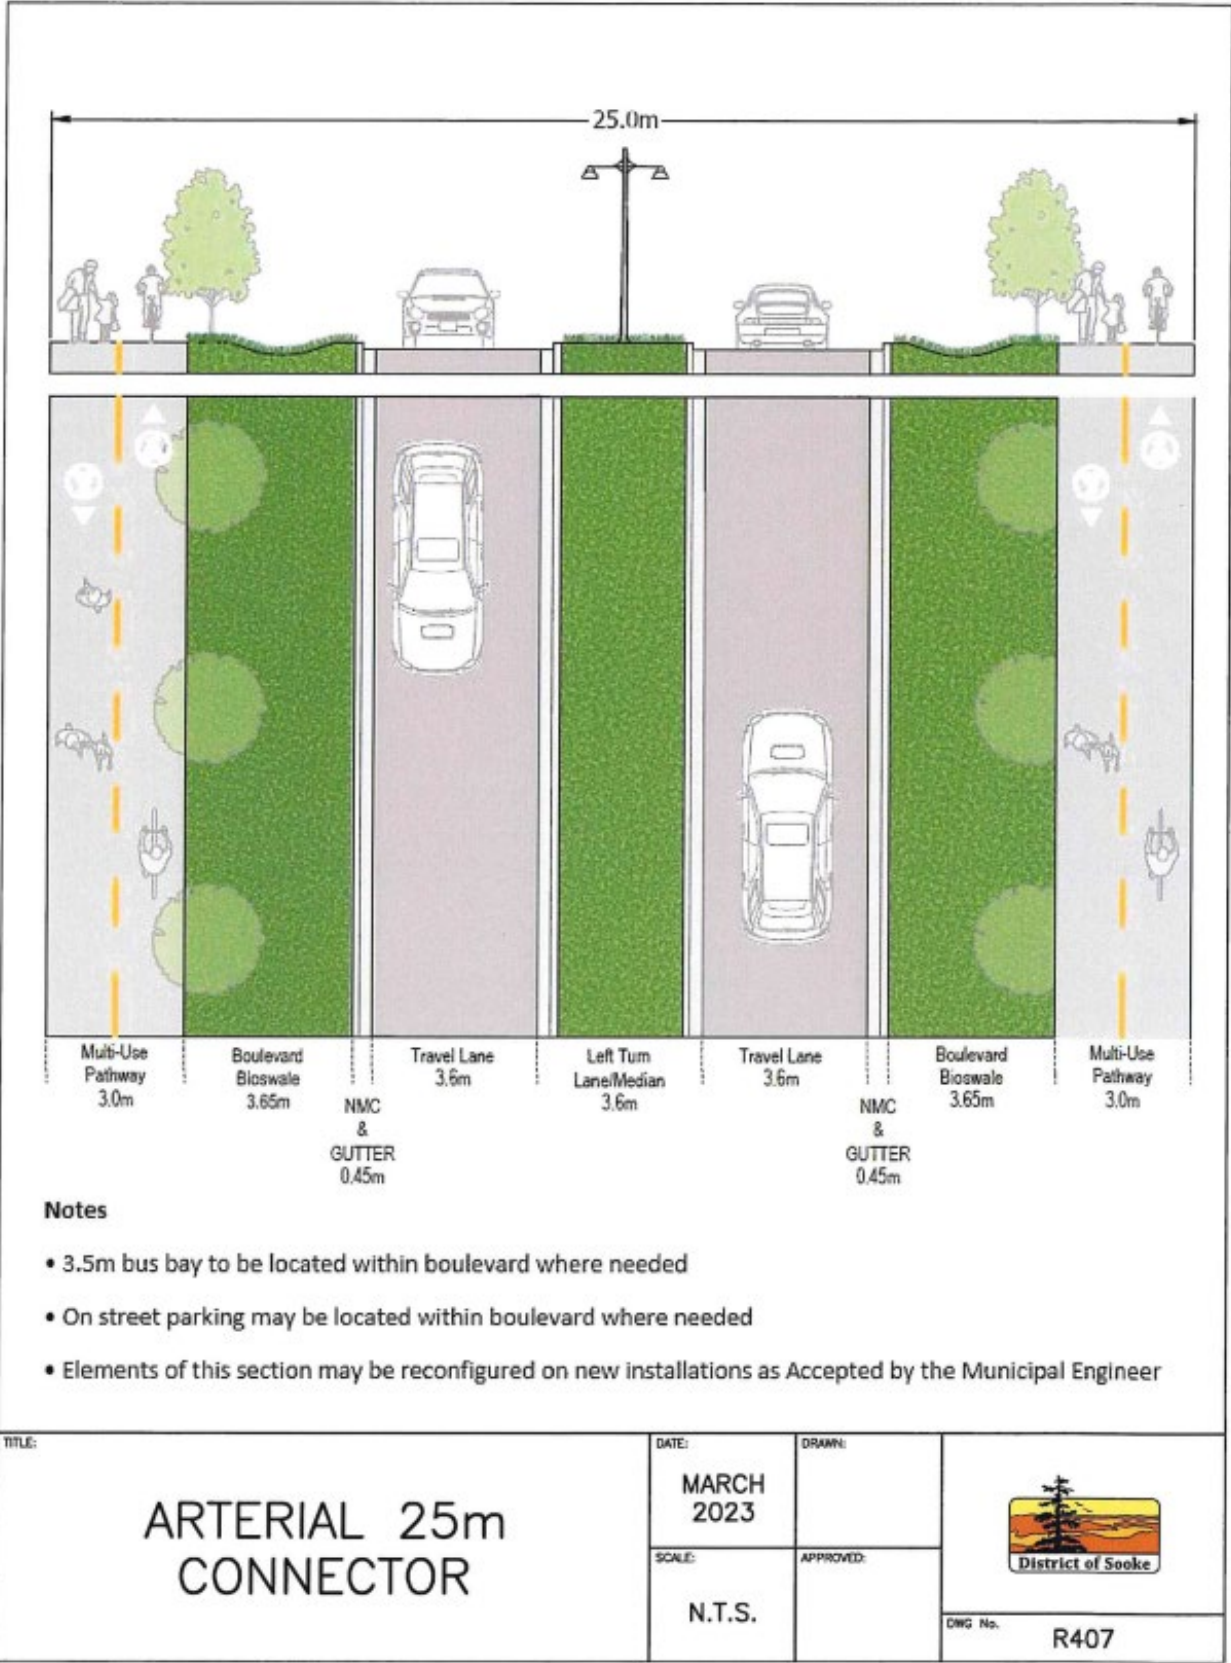 25.0m
Multi-Use
Pathway
3.0m
Boulevard
Bioswale
3.65m
NMC
&
GUTTER
0.45m
Travel Lane
3.6m
Left Turn
Lane/Median
3.6m
Travel Lane
3.6m
NMC
&
GUTTER
0.45m
Boulevard
Bioswale
3.65m
Multi-Use
Pathway
3.0m
Notes
• 3.5m bus bay to be located within boulevard where needed
• On street parking may be located within boulevard where needed
• Elements of this section may be reconfigured on new installations as Accepted by the Municipal Engineer
TITLE:
ARTERIAL 25m
CONNECTOR
DATE:
MARCH
2023
DRAWN:
SCALE:
N.T.S.
APPROVED:
District of Sooke
DWG No.
R407